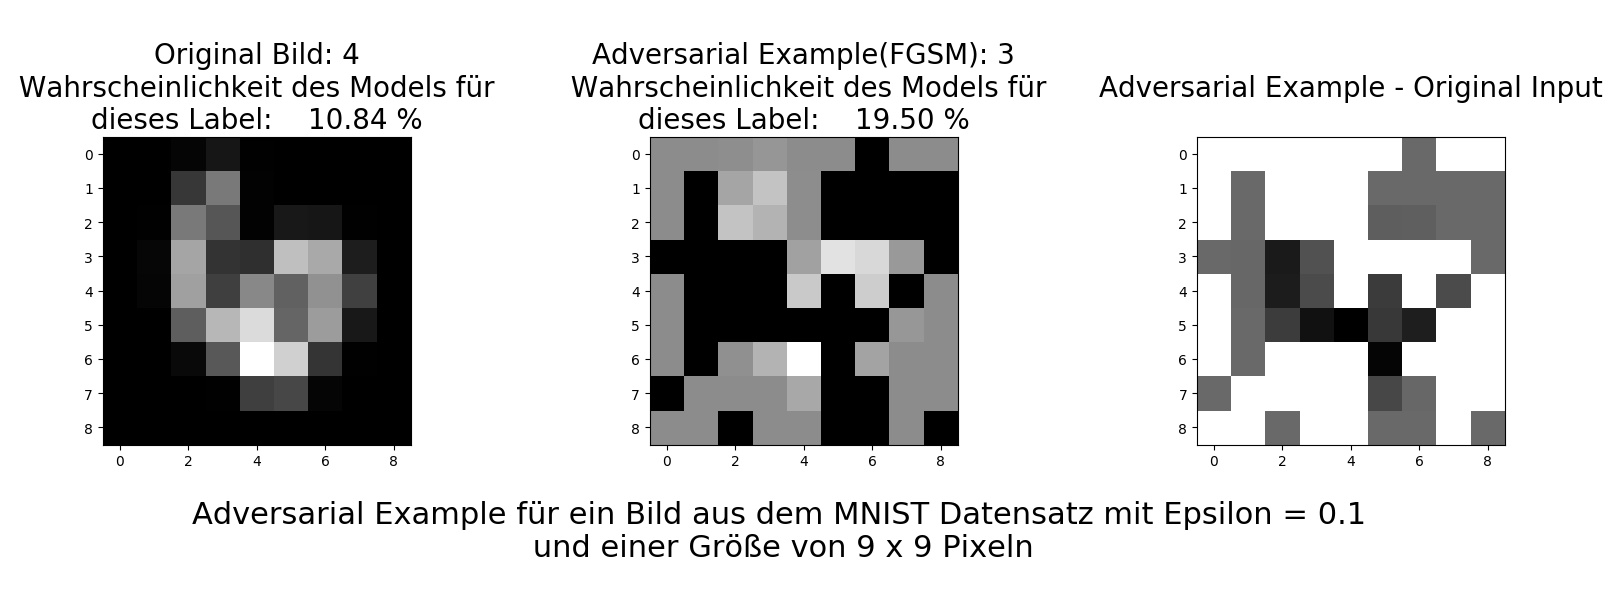 Original Bild: 4
Wahrscheinlichkeit des Models für
dieses Label:    10.84 %
0
1
2
3
4
5
6
7
8
0 2 4 6 8
Adversarial Example(FGSM): 3
Wahrscheinlichkeit des Models für
dieses Label:    19.50 %
0
1
2
3
4
5
6
7
8
0 2 4 6 8
Adversarial Example - Original Input
0
1
2
3
4
5
6
7
8
0 2 4 6 8
Adversarial Example für ein Bild aus dem MNIST Datensatz mit Epsilon = 0.1
und einer Größe von 9 x 9 Pixeln